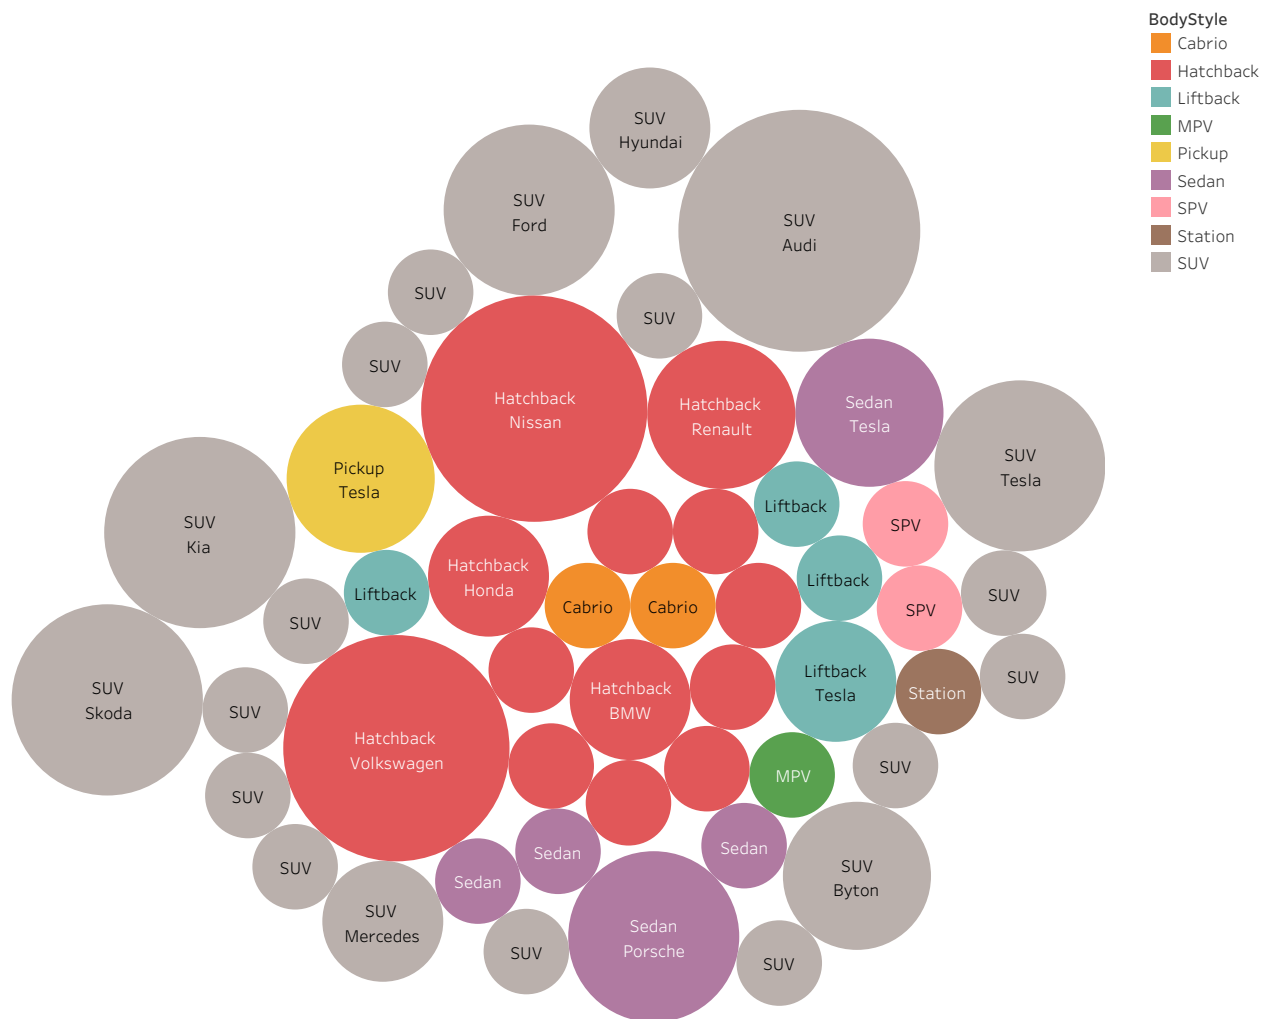 BodyStyle
Cabrio
Hatchback
Liftback
MPV
Pickup
Sedan
SPV
Station
SUV
SUV
Hyundai
SUV
Ford
SUV
Audi
SUV
SUV
SUV
Hatchback
Nissan
Hatchback
Renault
Sedan
Tesla
SUV
Tesla
Pickup
Tesla
Liftback
SPV
SUV
Kia
Hatchback
Honda
Liftback
Liftback
Cabrio
Cabrio
SPV
SUV
SUV
SUV
Skoda
SUV
Hatchback
BMW
Liftback
Tesla
Station
SUV
Hatchback
Volkswagen
SUV
MPV
SUV
SUV
Sedan
Sedan
Sedan
SUV
Byton
SUV
Mercedes
SUV
Sedan
Porsche
SUV